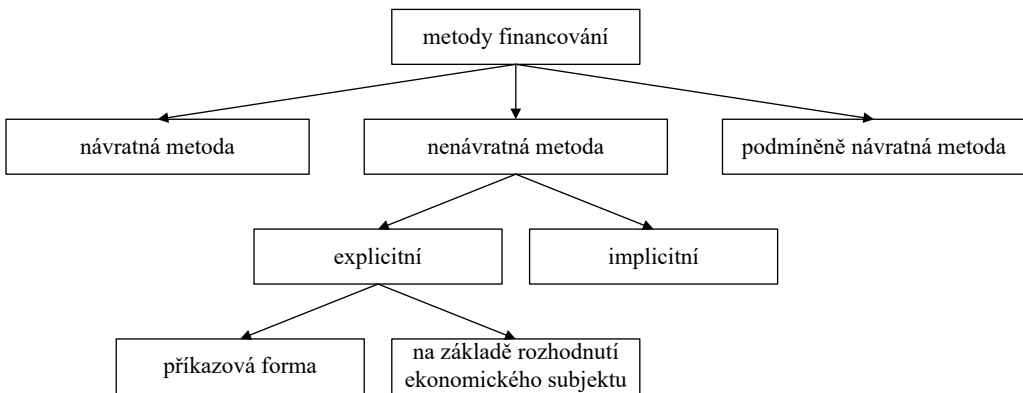 metody financování
návratná metoda
nenávratná metoda
podmíněně návratná metoda
explicitní
implicitní
příkazová forma
na základě rozhodnutí
ekonomického subjektu